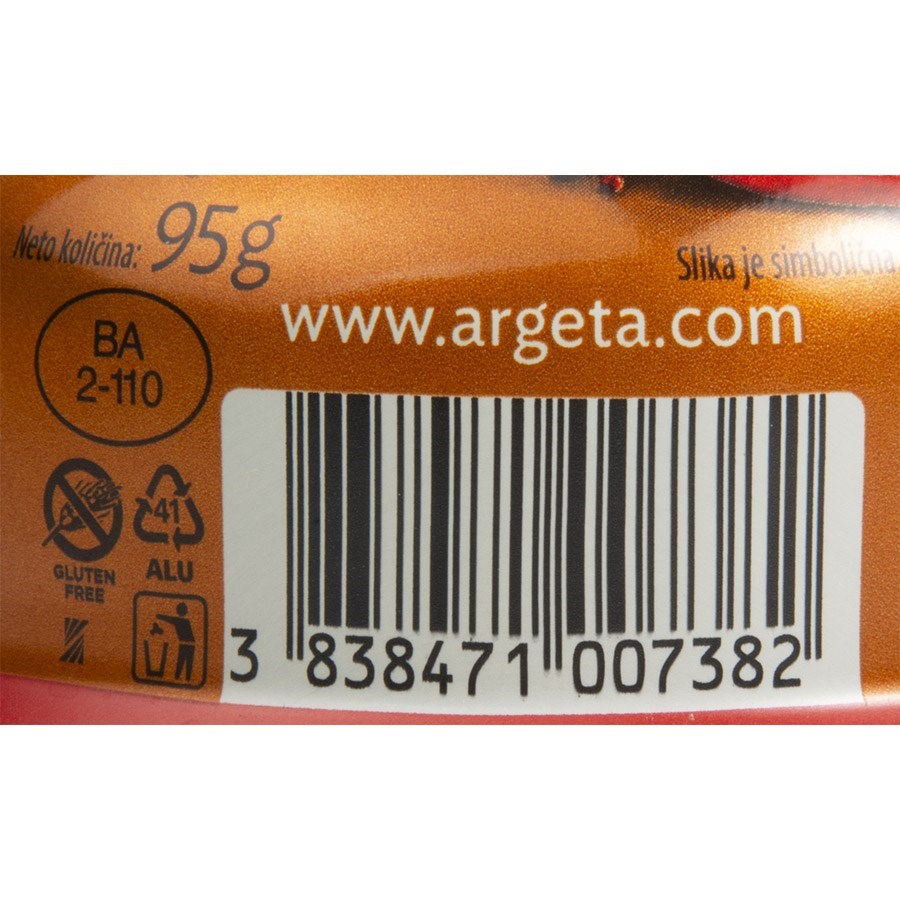 Neto količina: 95g
Slika je simbolična
www.argeta.com
BA
2-110
41
ALU
GLUTEN
FREE
3 838471 007382